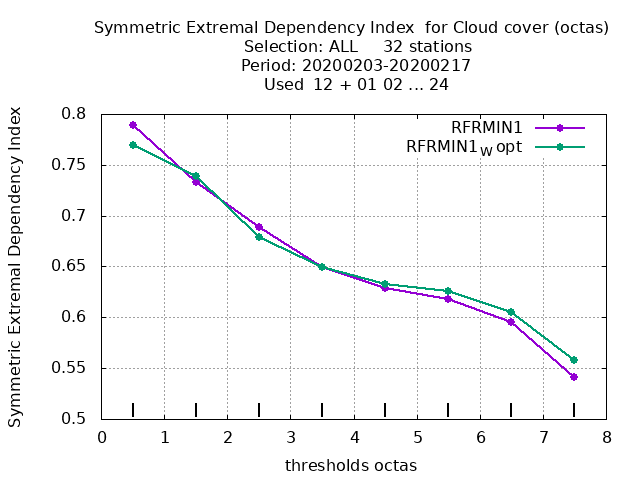 Symmetric Extremal Dependency Index  for Cloud cover (octas)
Selection: ALL     32 stations
Period: 20200203-20200217
Used  12 + 01 02 ... 24
Symmetric Extremal Dependency Index
RFRMIN1
RFRMIN1W opt
0.8
0.75
0.7
0.65
0.6
0.55
0.5
0 1 2 3 4 5 6 7 8
thresholds octas